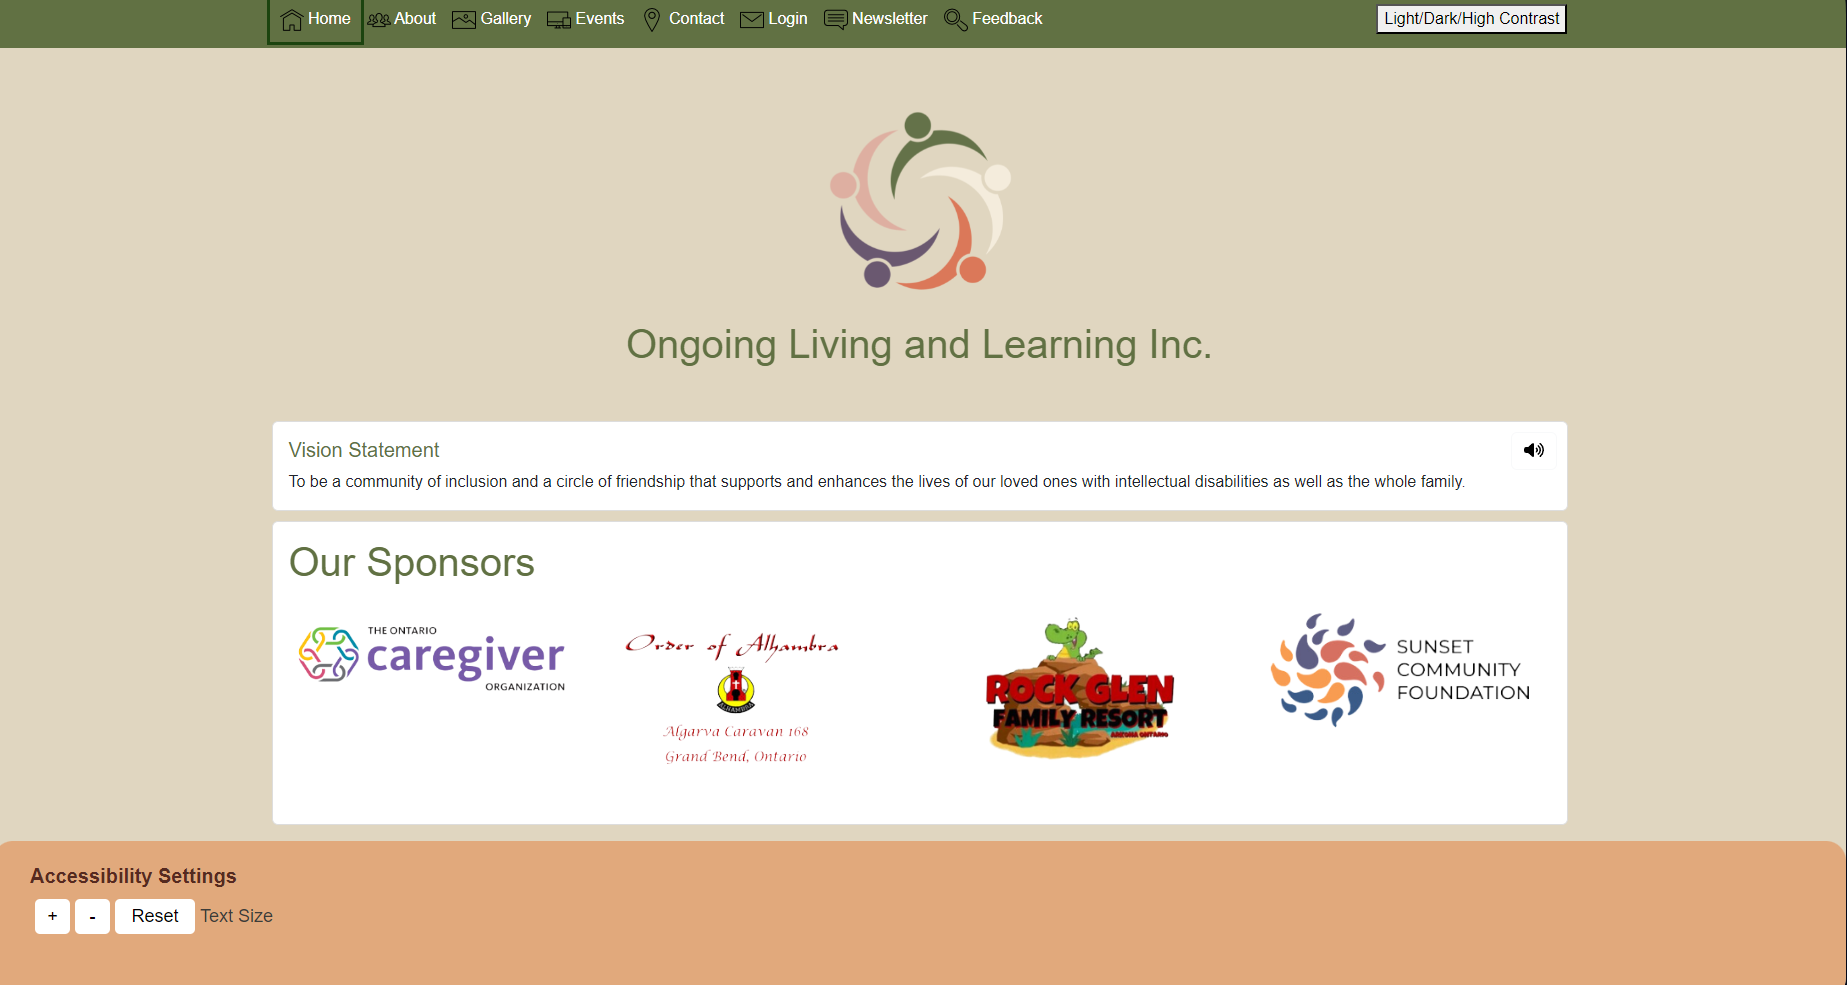 Home About Gallery Events Contact Login Newsletter Feedback Light/Dark/High Contrast
Ongoing Living and Learning Inc.
Vision Statement
To be a community of inclusion and a circle of friendship that supports and enhances the lives of our loved ones with intellectual disabilities as well as the whole family.
Our Sponsors
THE ONTARIO
caregiver
ORGANIZATION
Order of Alhambra
ALHAMBRA
Algarva Caravan 168
Grand Bend, Ontario
ROCK GLEN
FAMILY RESORT
ARKONA ONTARIO
SUNSET
COMMUNITY
FOUNDATION
Accessibility Settings
+ - Reset Text Size